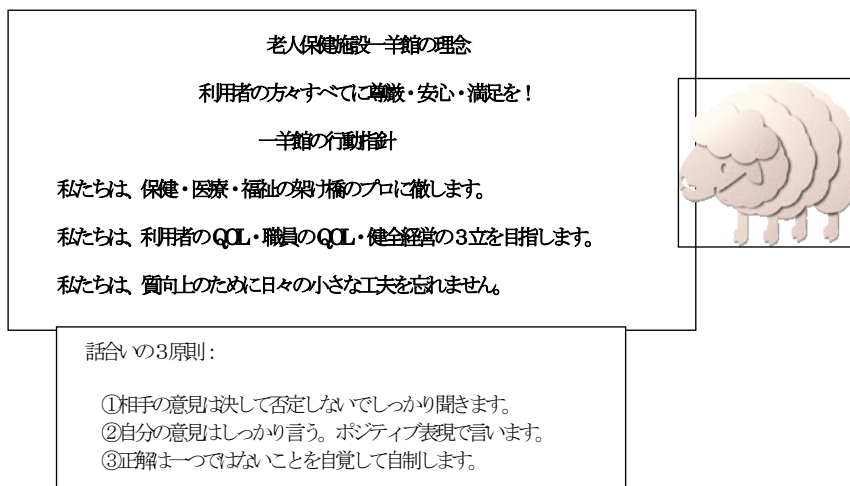 老人保健施設一羊館の理念
利用者の方々すべてに尊厳・安心・満足を！
一羊館の行動指針
私たちは、保健・医療・福祉の架け橋のプロに徹します。
私たちは、利用者のQOL・職員のQOL・健全経営の３立を目指します。
私たちは、質向上のために日々の小さな工夫を忘れません。
話合いの３原則：
①相手の意見は決して否定しないでしっかり聞きます。
②自分の意見はしっかり言う。ポジティブ表現で言います。
③正解は一つではないことを自覚して自制します。